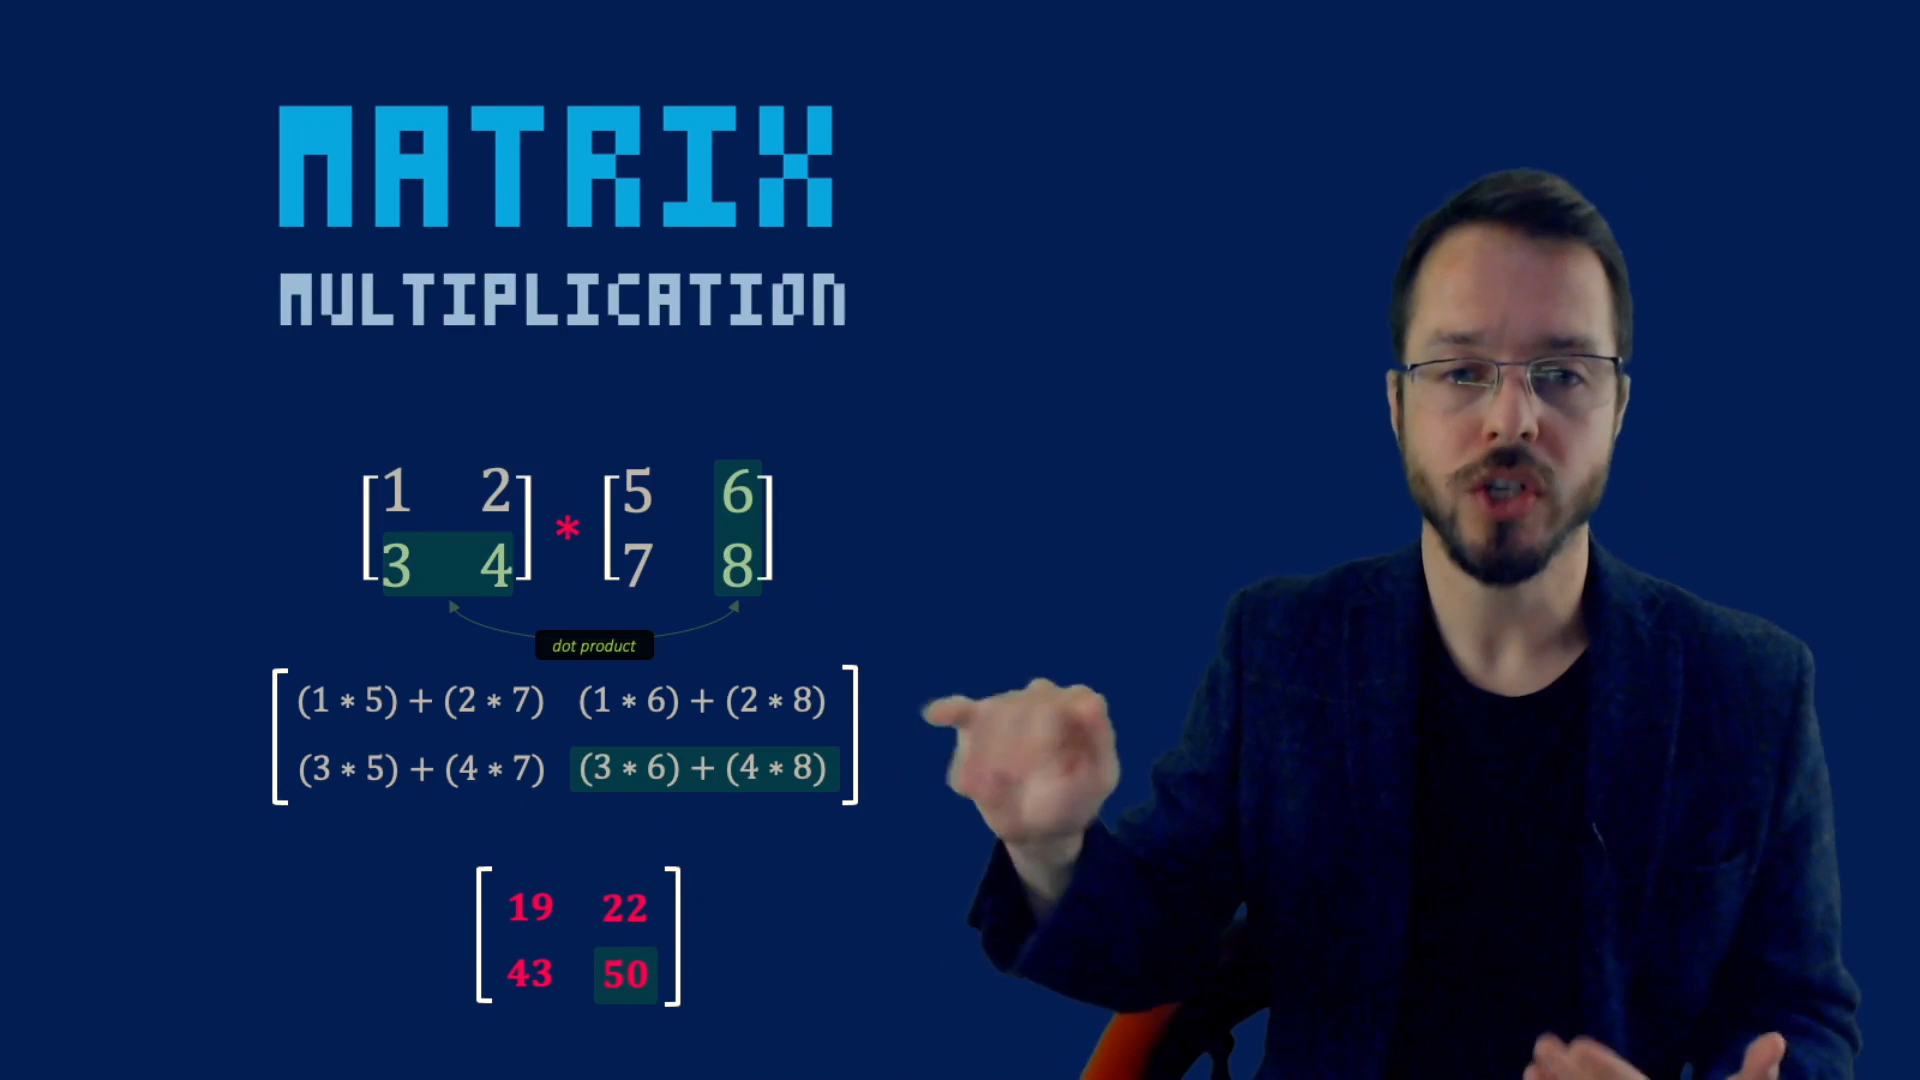 MATRIX
MULTIPLICATION
[1 2] * [5 6]
[3 4] [7 8]
dot product
(1 * 5) + (2 * 7) (1 * 6) + (2 * 8)
(3 * 5) + (4 * 7) (3 * 6) + (4 * 8)
19 22
43 50